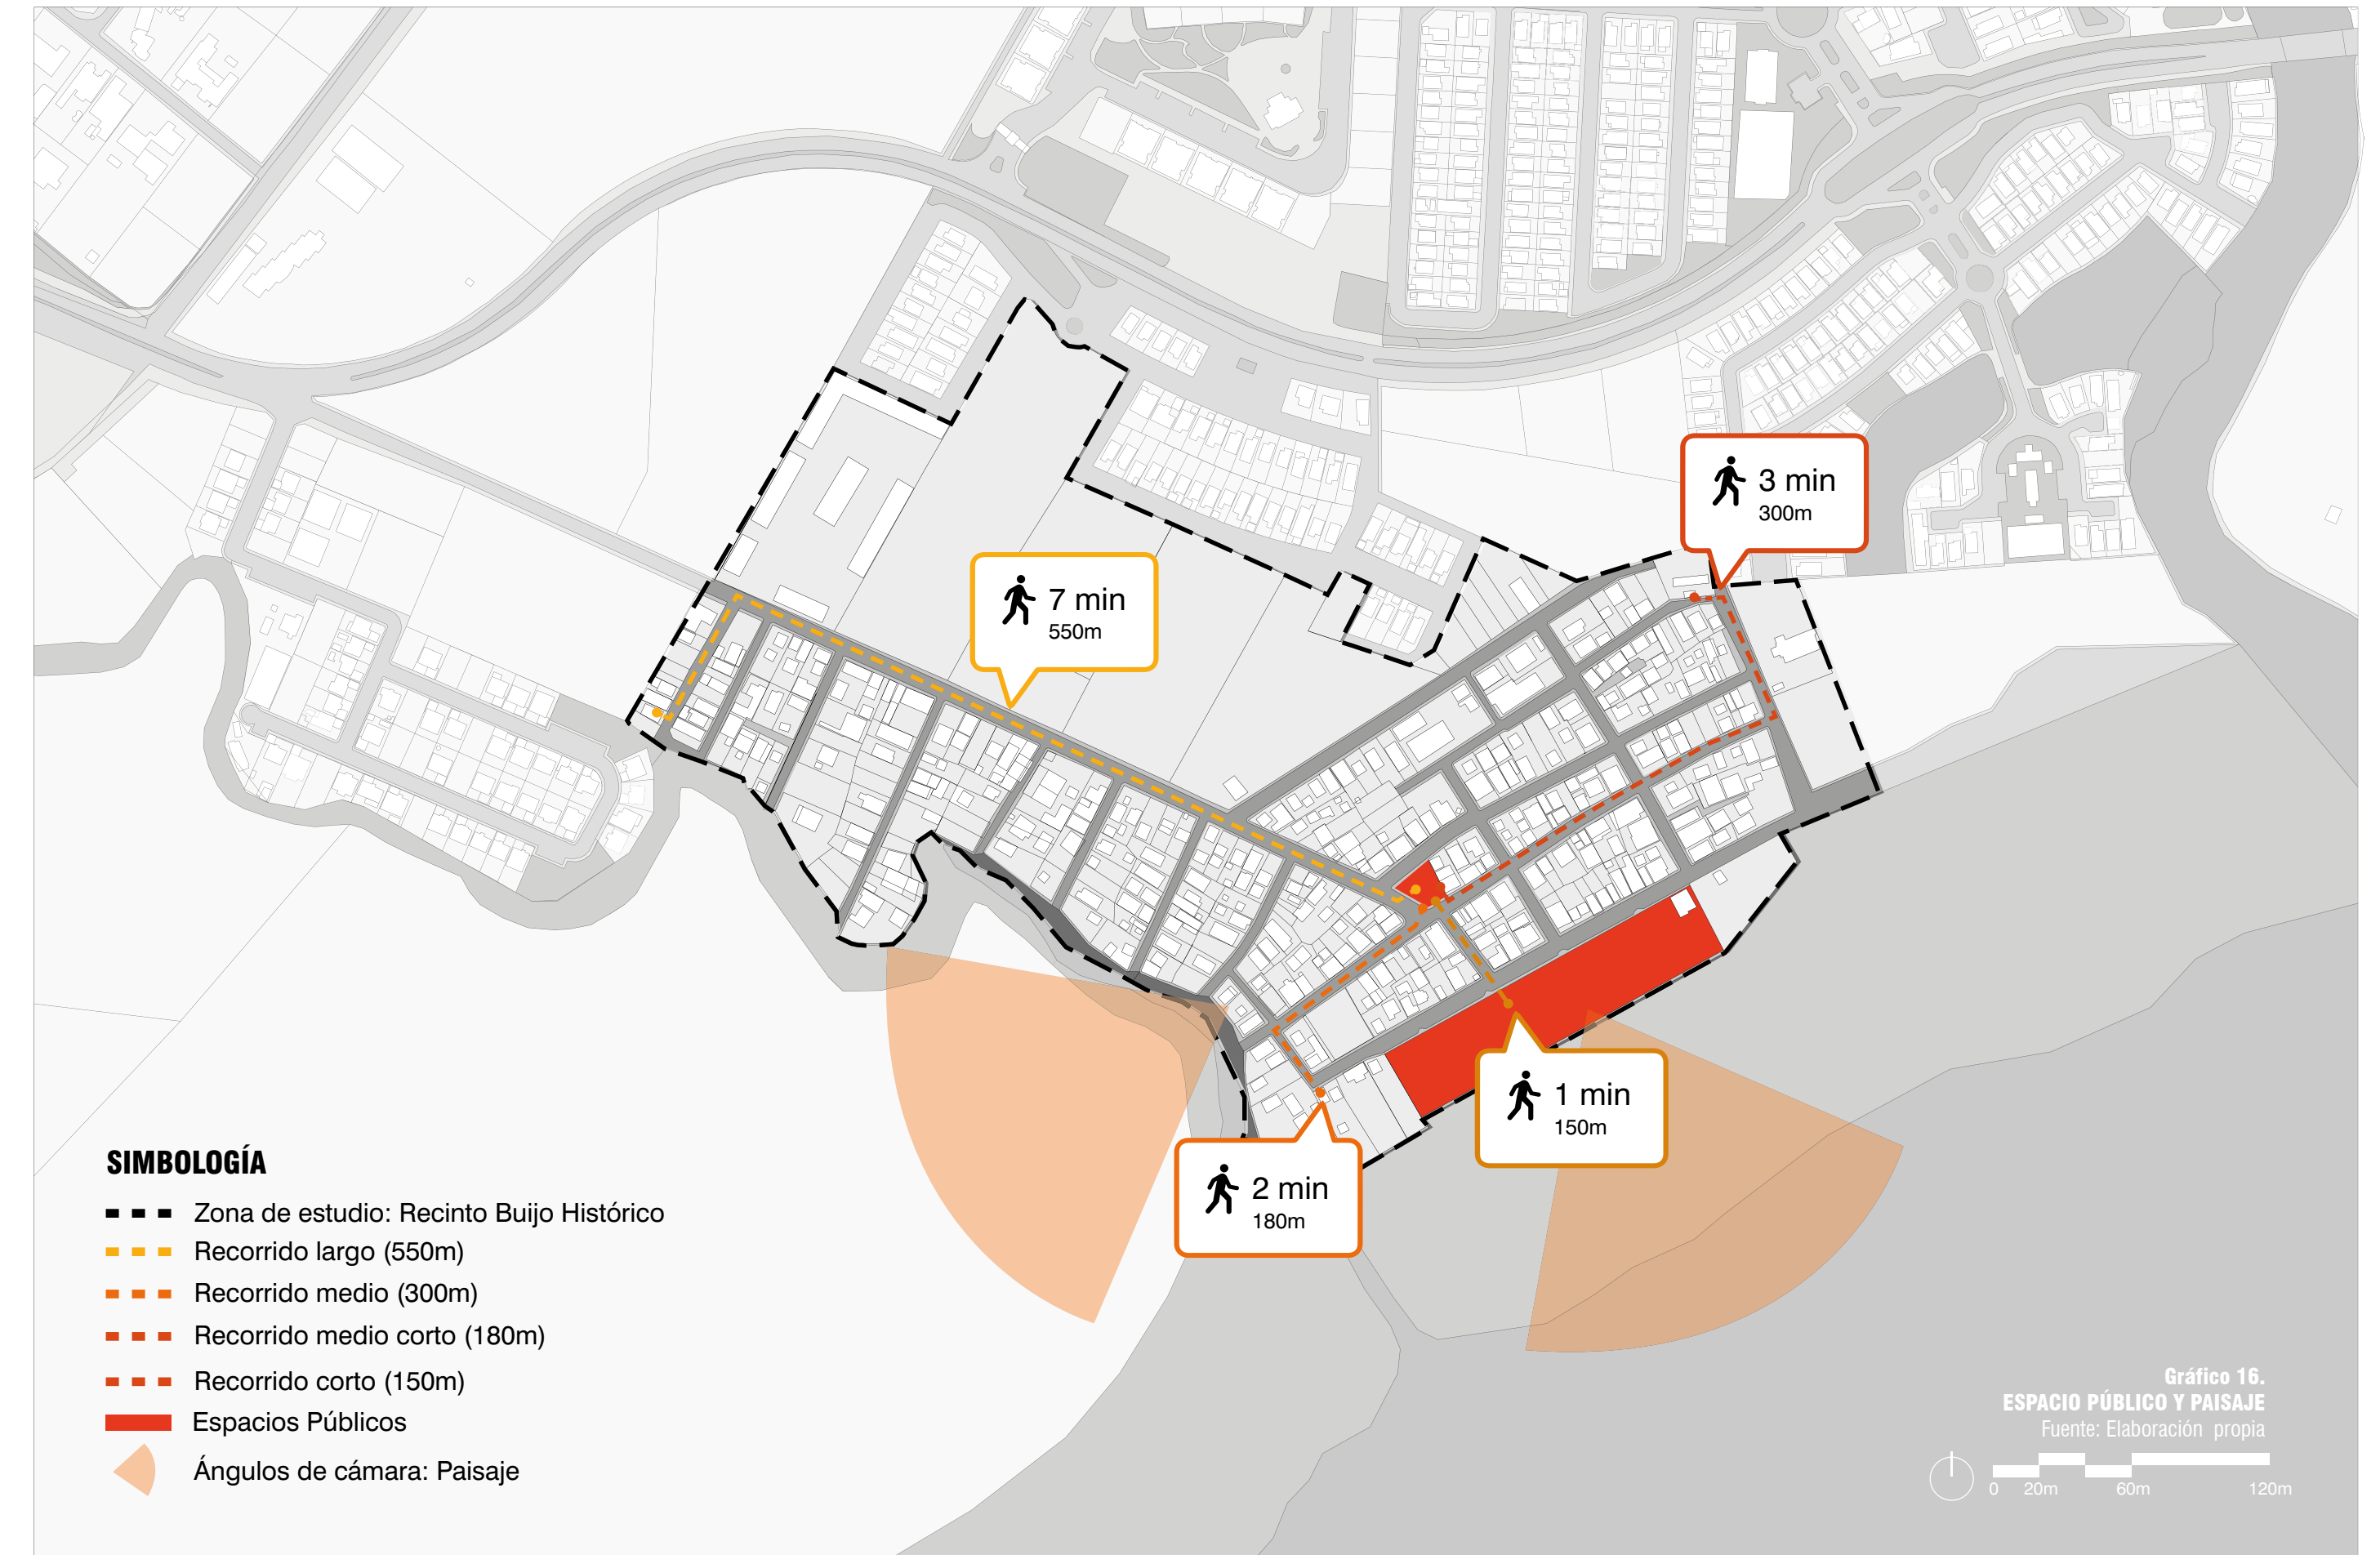 3 min
300m
7 min
550m
1 min
150m
2 min
180m
SIMBOLOGÍA
Zona de estudio: Recinto Buijo Histórico
Recorrido largo (550m)
Recorrido medio (300m)
Recorrido medio corto (180m)
Recorrido corto (150m)
Espacios Públicos
Ángulos de cámara: Paisaje
Gráfico 16.
ESPACIO PÚBLICO Y PAISAJE
Fuente: Elaboración propia
0 20m 60m 120m